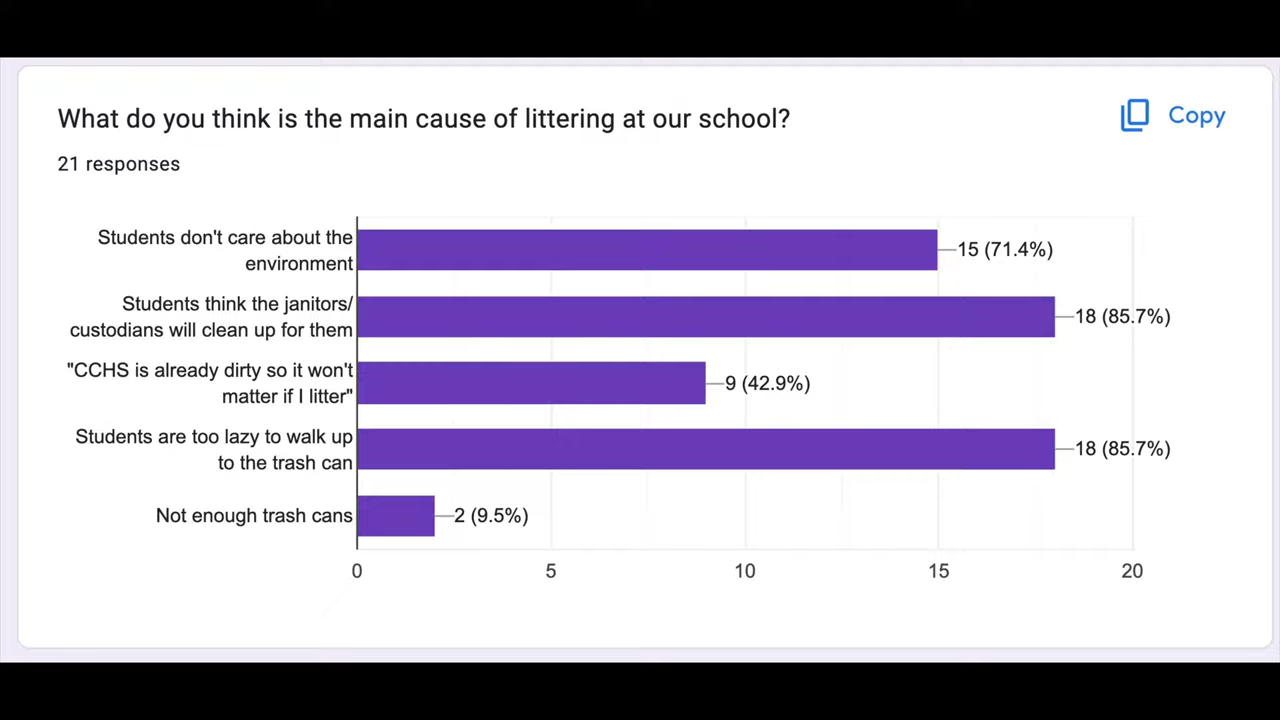 What do you think is the main cause of littering at our school?
Copy
21 responses
Students don't care about the
environment
15 (71.4%)
Students think the janitors/
custodians will clean up for them
18 (85.7%)
"CCHS is already dirty so it won't
matter if I litter"
9 (42.9%)
Students are too lazy to walk up
to the trash can
18 (85.7%)
Not enough trash cans
2 (9.5%)
0 5 10 15 20